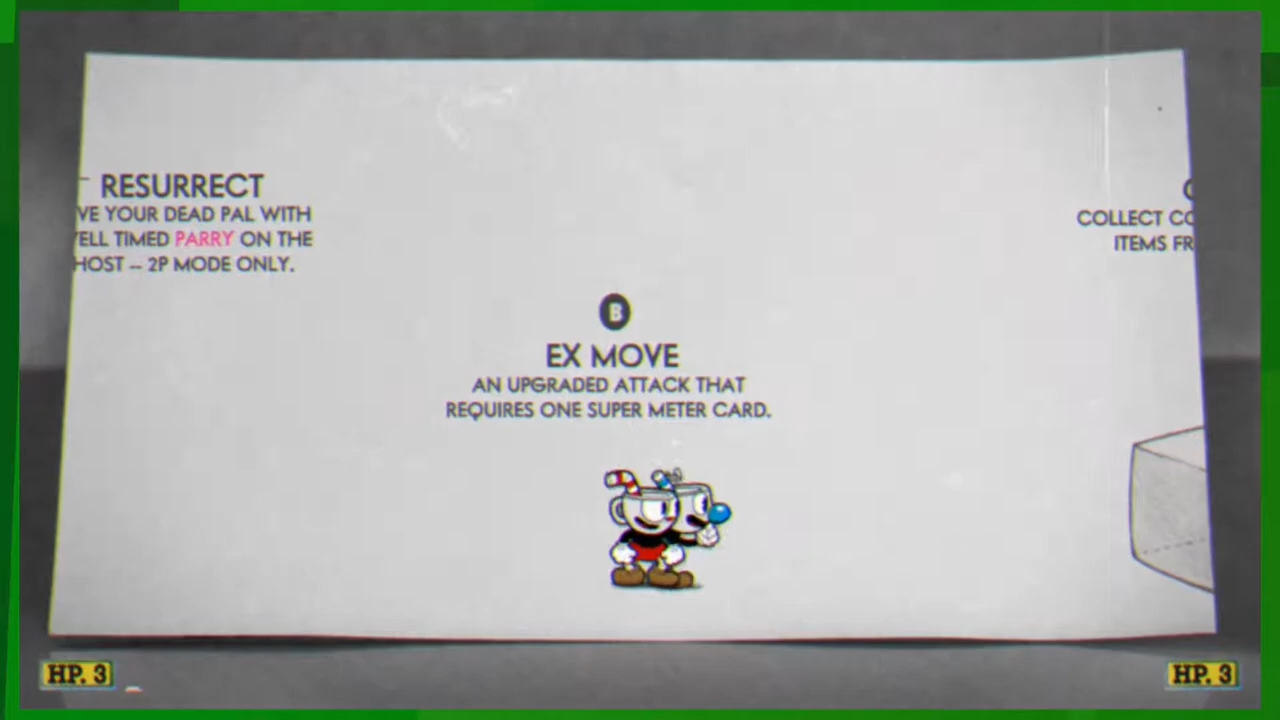 RESURRECT
VE YOUR DEAD PAL WITH
ELL TIMED PARRY ON THE
HOST – 2P MODE ONLY.
COLLECT CO
ITEMS FR
B
EX MOVE
AN UPGRADED ATTACK THAT
REQUIRES ONE SUPER METER CARD.
HP. 3
HP. 3